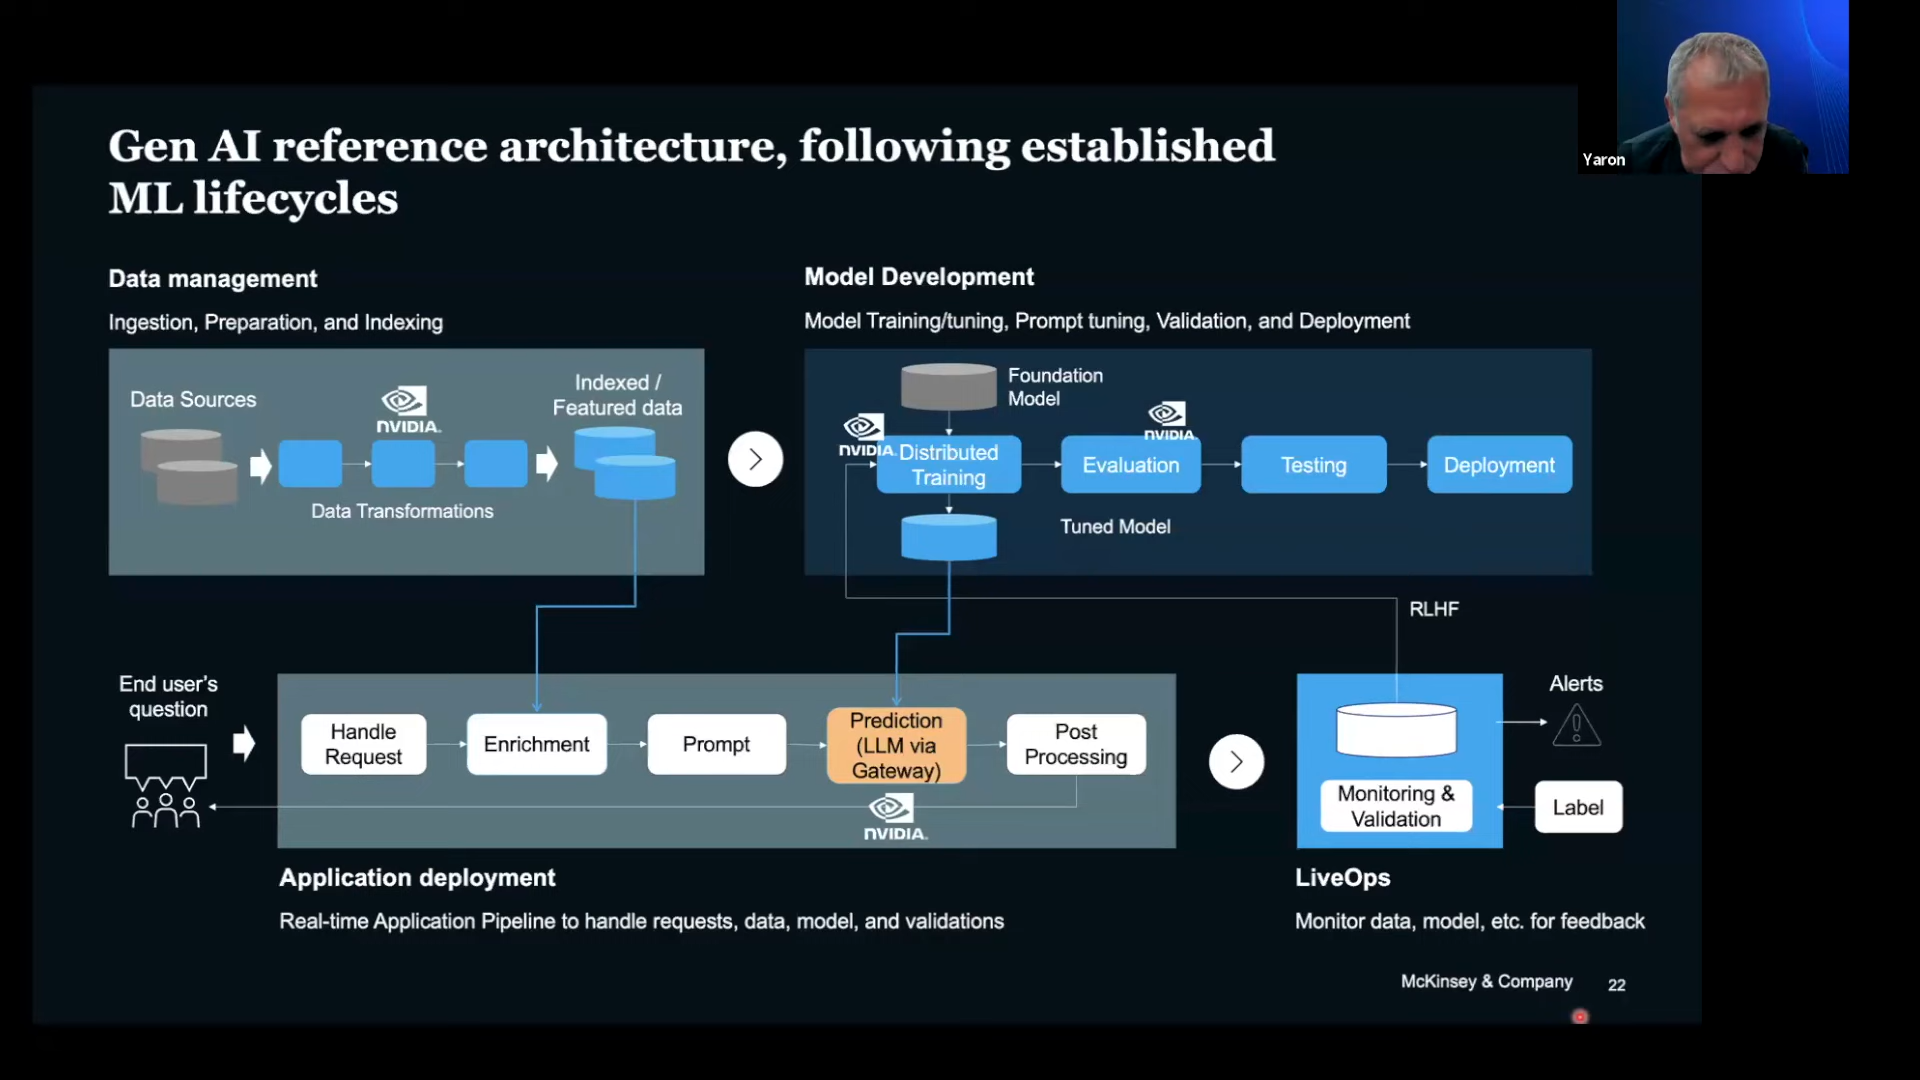 Yaron
Gen AI reference architecture, following established
ML lifecycles
Data management
Ingestion, Preparation, and Indexing
Data Sources
NVIDIA.
Indexed /
Featured data
Data Transformations
Model Development
Model Training/tuning, Prompt tuning, Validation, and Deployment
Foundation
Model
NVIDIA.
NVIDIA.
Distributed
Training
Evaluation
Testing
Deployment
Tuned Model
RLHF
End user's
question
Handle
Request
Enrichment
Prompt
Prediction
(LLM via
Gateway)
Post
Processing
NVIDIA.
Application deployment
Real-time Application Pipeline to handle requests, data, model, and validations
Alerts
Monitoring &
Validation
Label
LiveOps
Monitor data, model, etc. for feedback
McKinsey & Company
22